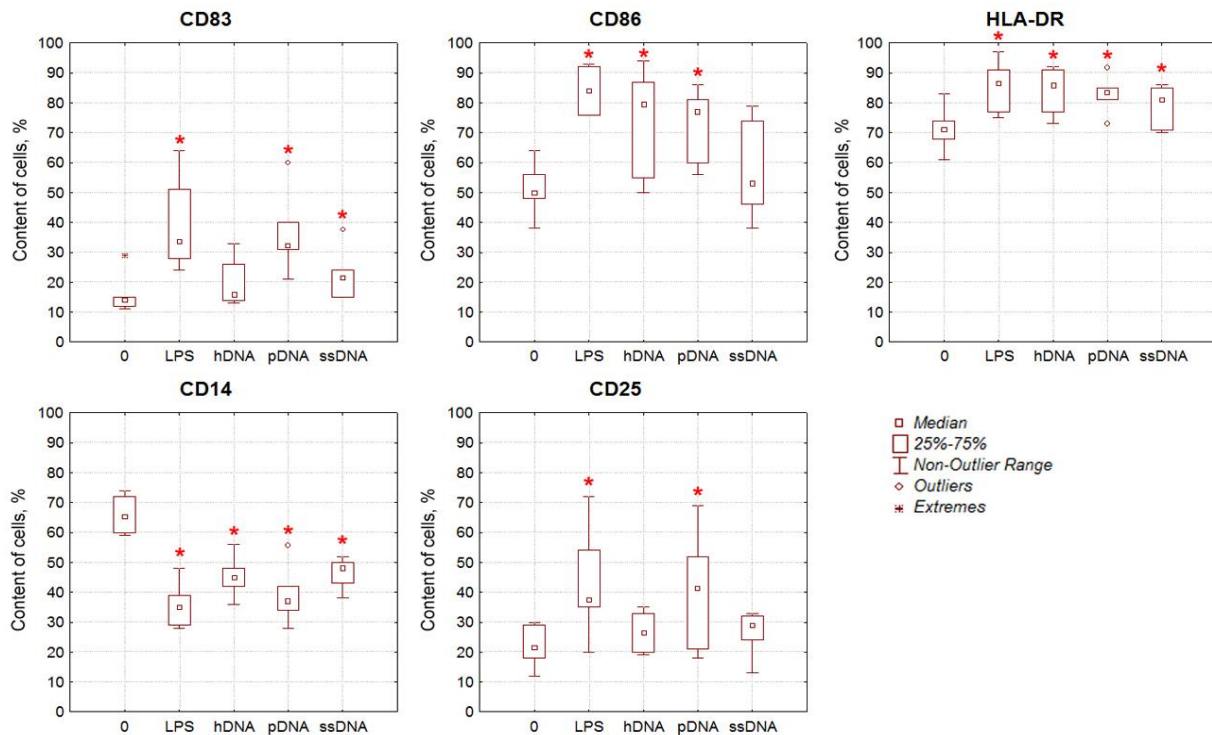 CD83
Content of cells, %
100
90
80
70
60
50
40
30
20
10
0
0 LPS hDNA pDNA ssDNA
CD86
Content of cells, %
100
90
80
70
60
50
40
30
20
10
0
0 LPS hDNA pDNA ssDNA
HLA-DR
Content of cells, %
100
90
80
70
60
50
40
30
20
10
0
0 LPS hDNA pDNA ssDNA
CD14
Content of cells, %
100
90
80
70
60
50
40
30
20
10
0
0 LPS hDNA pDNA ssDNA
CD25
Content of cells, %
100
90
80
70
60
50
40
30
20
10
0
0 LPS hDNA pDNA ssDNA
Median
25%-75%
Non-Outlier Range
Outliers
Extremes